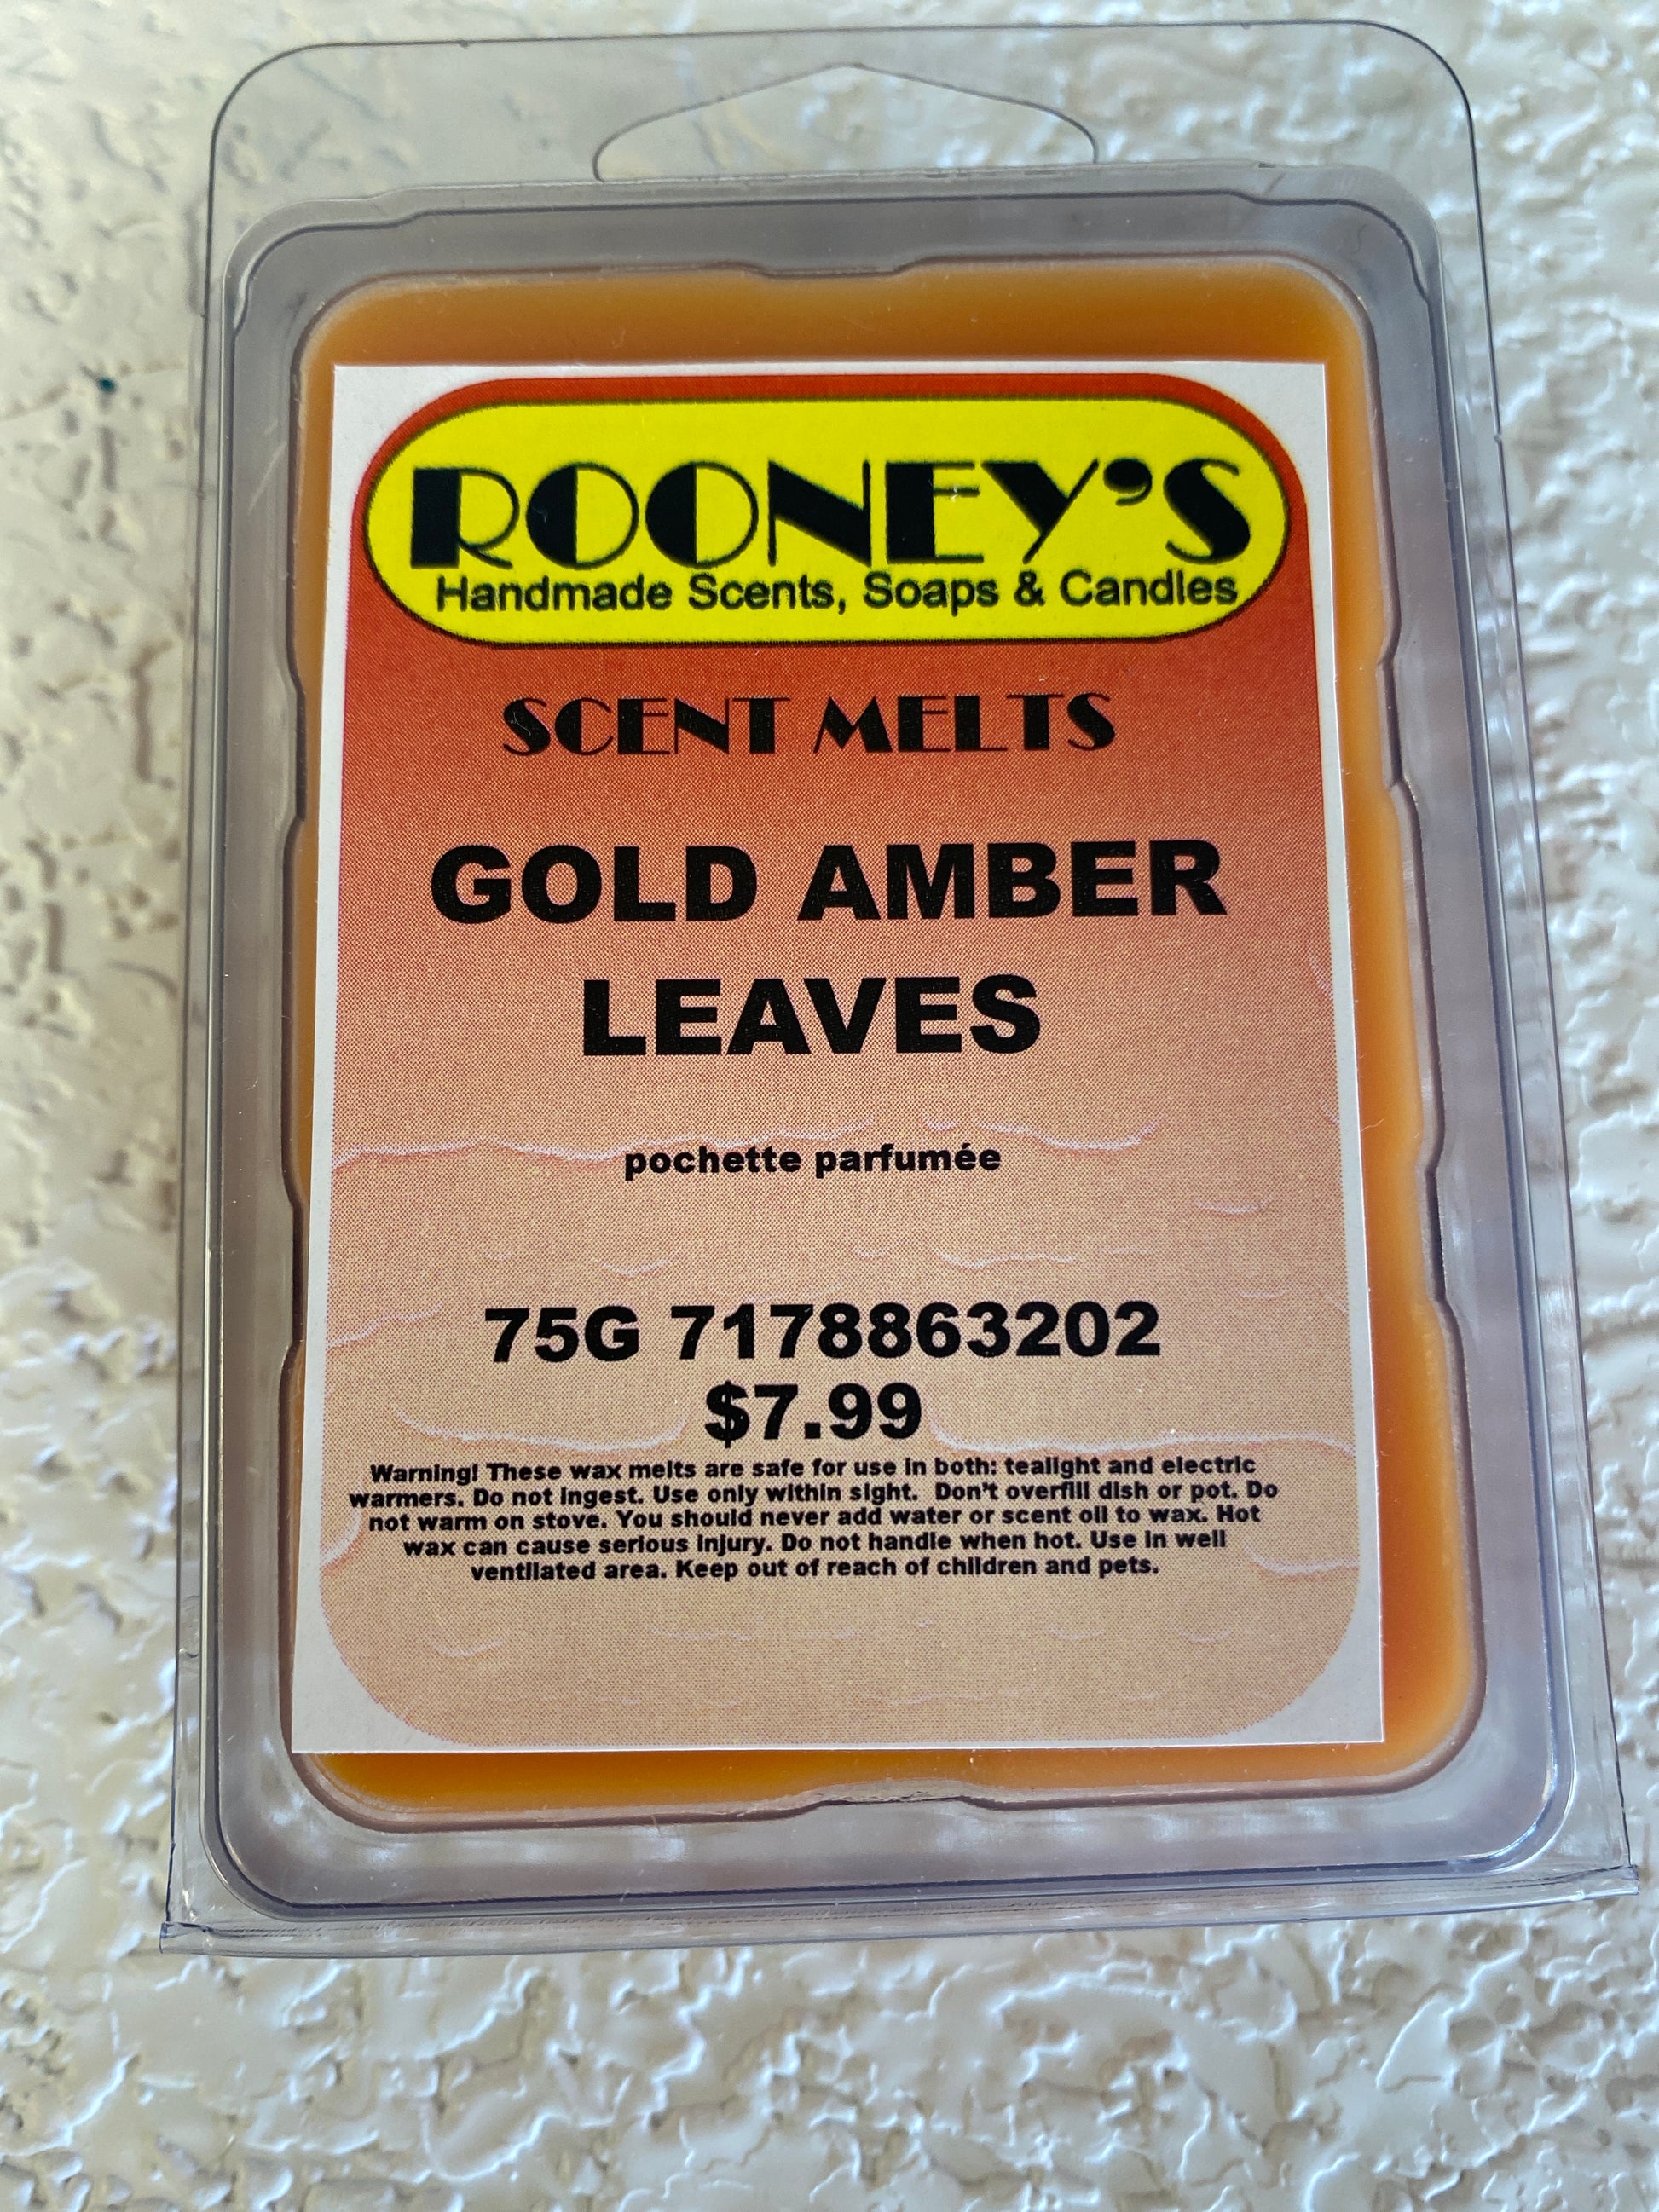 ROONEY'S
Handmade Scents, Soaps & Candles
SCENT MELTS
GOLD AMBER
LEAVES
pochette parfumée
75G 7178863202
$7.99
Warning! These wax melts are safe for use in both: tealight and electric
warmers. Do not ingest. Use only within sight. Don't overfill dish or pot. Do
not warm on stove. You should never add water or scent oil to wax. Hot
wax can cause serious injury. Do not handle when hot. Use in well
ventilated area. Keep out of reach of children and pets.